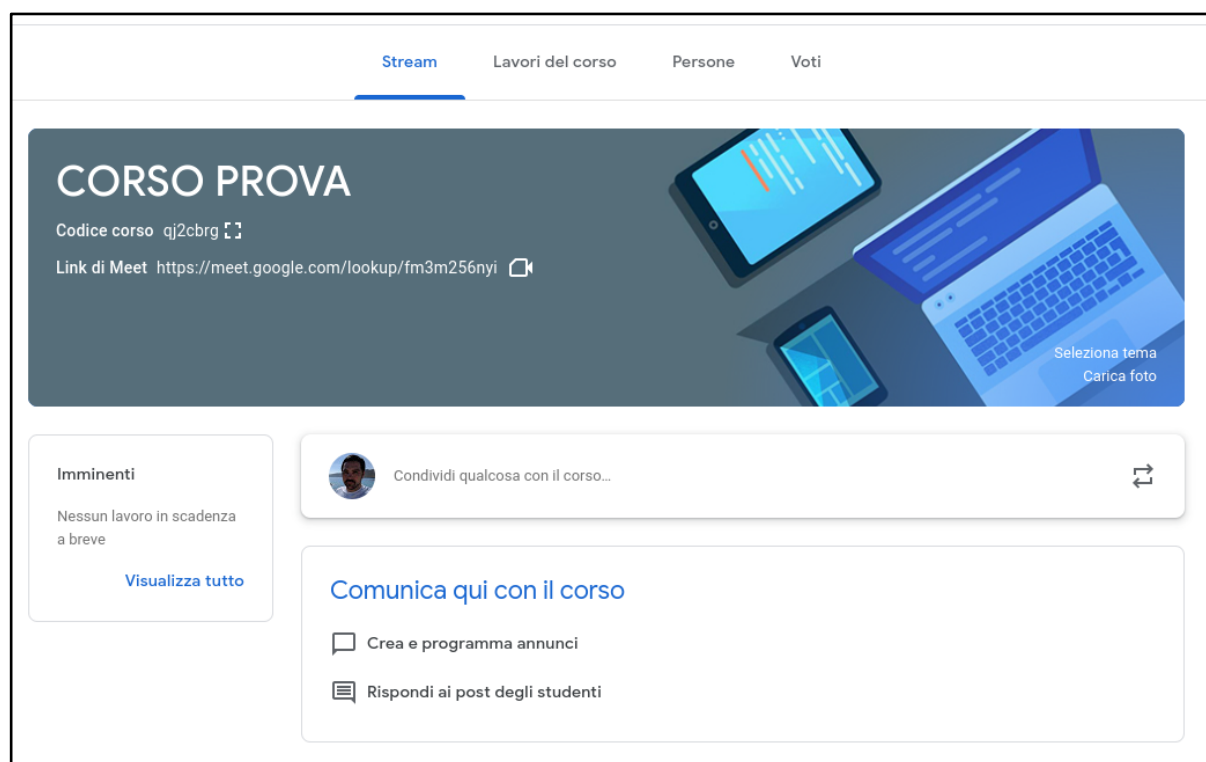 Stream Lavori del corso Persone Voti
CORSO PROVA
Codice corso qj2cbrg
Link di Meet https://meet.google.com/lookup/fm3m256nyi
Seleziona tema
Carica foto
Imminenti
Nessun lavoro in scadenza
a breve
Visualizza tutto
Condividi qualcosa con il corso…
Comunica qui con il corso
Crea e programma annunci
Rispondi ai post degli studenti